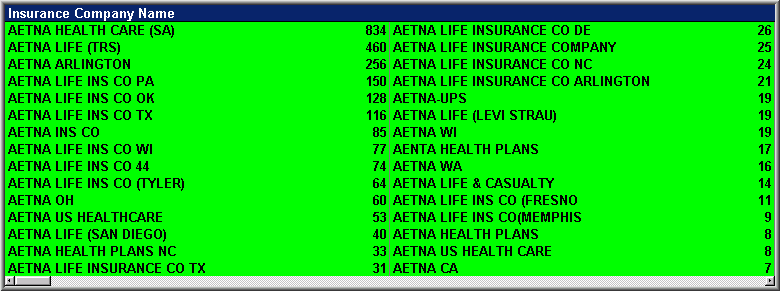 Insurance Company Name
AETNA HEALTH CARE (SA) 834 AETNA LIFE INSURANCE CO DE 26
AETNA LIFE (TRS) 460 AETNA LIFE INSURANCE COMPANY 25
AETNA ARLINGTON 256 AETNA LIFE INSURANCE CO NC 24
AETNA LIFE INS CO PA 150 AETNA LIFE INSURANCE CO ARLINGTON 21
AETNA LIFE INS CO OK 128 AETNA-UPS 19
AETNA LIFE INS CO TX 116 AETNA LIFE (LEVI STRAU) 19
AETNA INS CO 85 AETNA WI 19
AETNA LIFE INS CO WI 77 AENTA HEALTH PLANS 17
AETNA LIFE INS CO 44 74 AETNA WA 16
AETNA LIFE INS CO (TYLER) 64 AETNA LIFE & CASUALTY 14
AETNA OH 60 AETNA LIFE INS CO (FRESNO 11
AETNA US HEALTHCARE 53 AETNA LIFE INS CO(MEMPHIS 9
AETNA LIFE (SAN DIEGO) 40 AETNA HEALTH PLANS 8
AETNA HEALTH PLANS NC 33 AETNA US HEALTH CARE 8
AETNA LIFE INSURANCE CO TX 31 AETNA CA 7